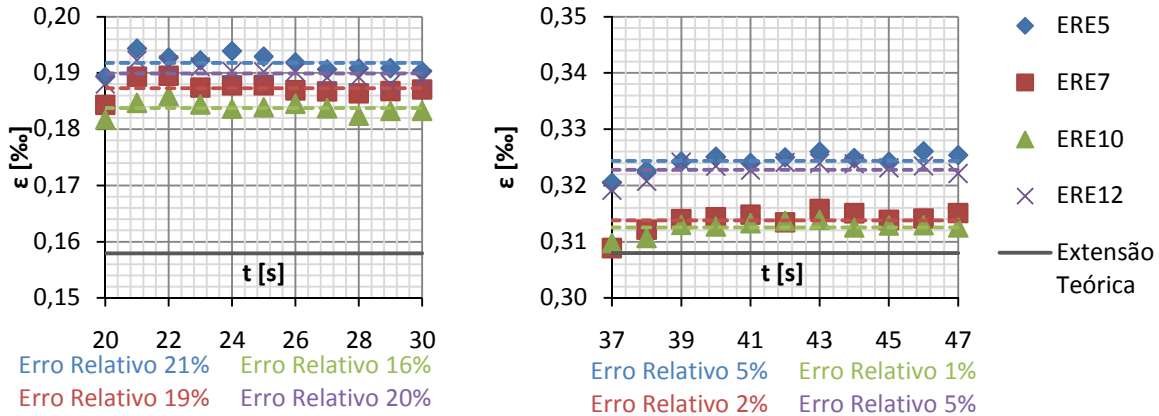 0,20
0,19
0,18
0,17
0,16
0,15
ε [‰]
t [s]
20 22 24 26 28 30
Erro Relativo 21% Erro Relativo 16%
Erro Relativo 19% Erro Relativo 20%
0,35
0,34
0,33
0,32
0,31
0,30
ε [‰]
t [s]
37 39 41 43 45 47
Erro Relativo 5% Erro Relativo 1%
Erro Relativo 2% Erro Relativo 5%
ERE5
ERE7
ERE10
ERE12
Extensão
Teórica